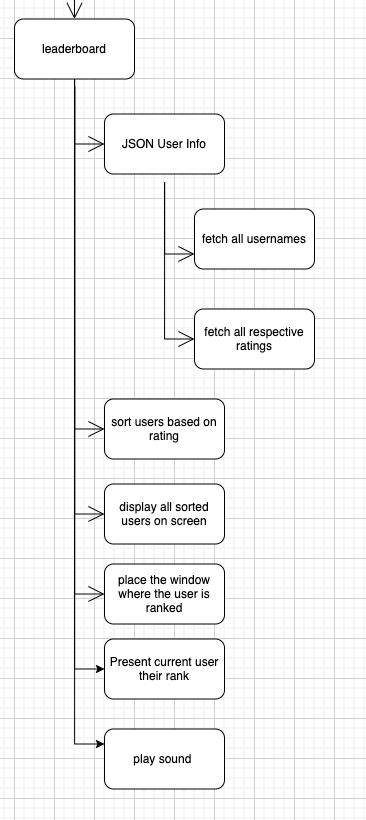 leaderboard
JSON User Info
fetch all usernames
fetch all respective
ratings
sort users based on
rating
display all sorted
users on screen
place the window
where the user is
ranked
Present current user
their rank
play sound